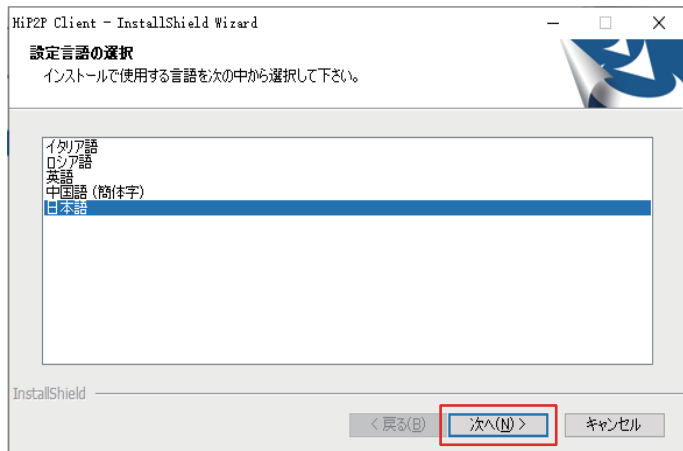 HiP2P Client - InstallShield Wizard
設定言語の選択
インストールで使用する言語を次の中から選択して下さい。
イタリア語
ロシア語
英語
中国語(簡体字)
日本語
InstallShield
< 戻る(B)
次へ(N) >
キャンセル